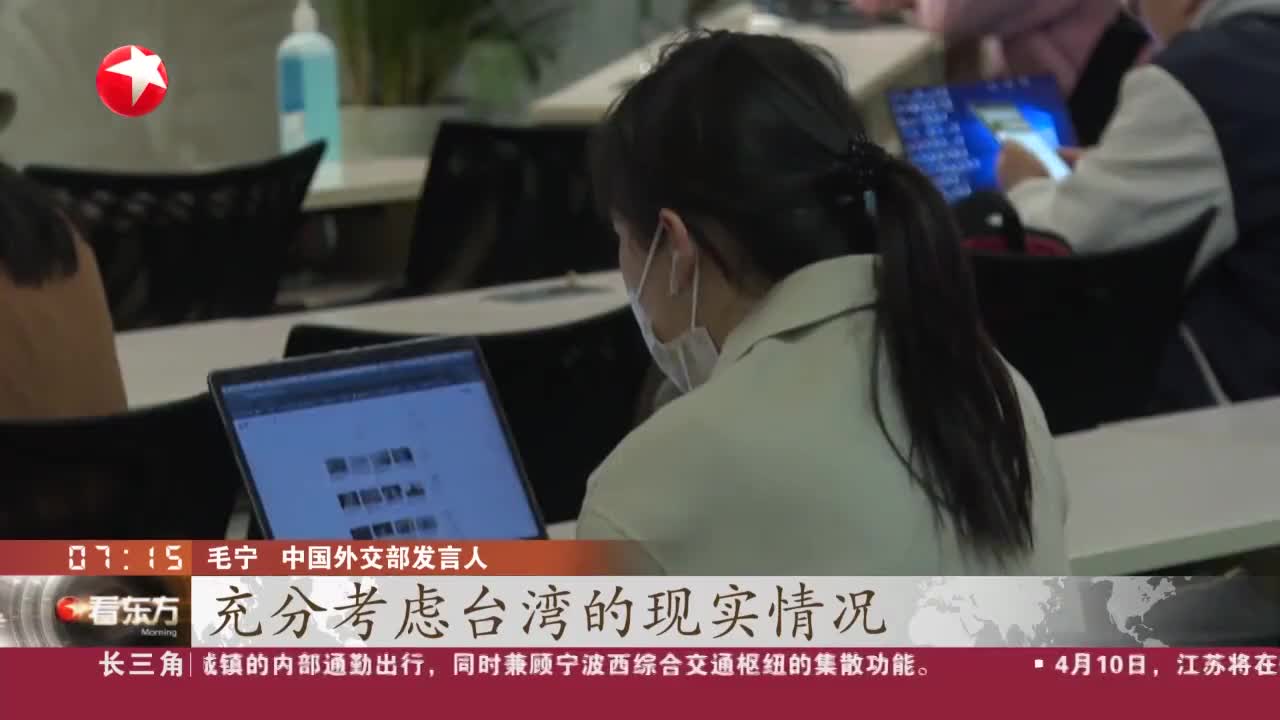 07:15 毛宁 中国外交部发言人
看东方
Morning
充分考虑台湾的现实情况
长三角 城镇的内部通勤出行，同时兼顾宁波西综合交通枢纽的集散功能。 ▪ 4月10日，江苏将在